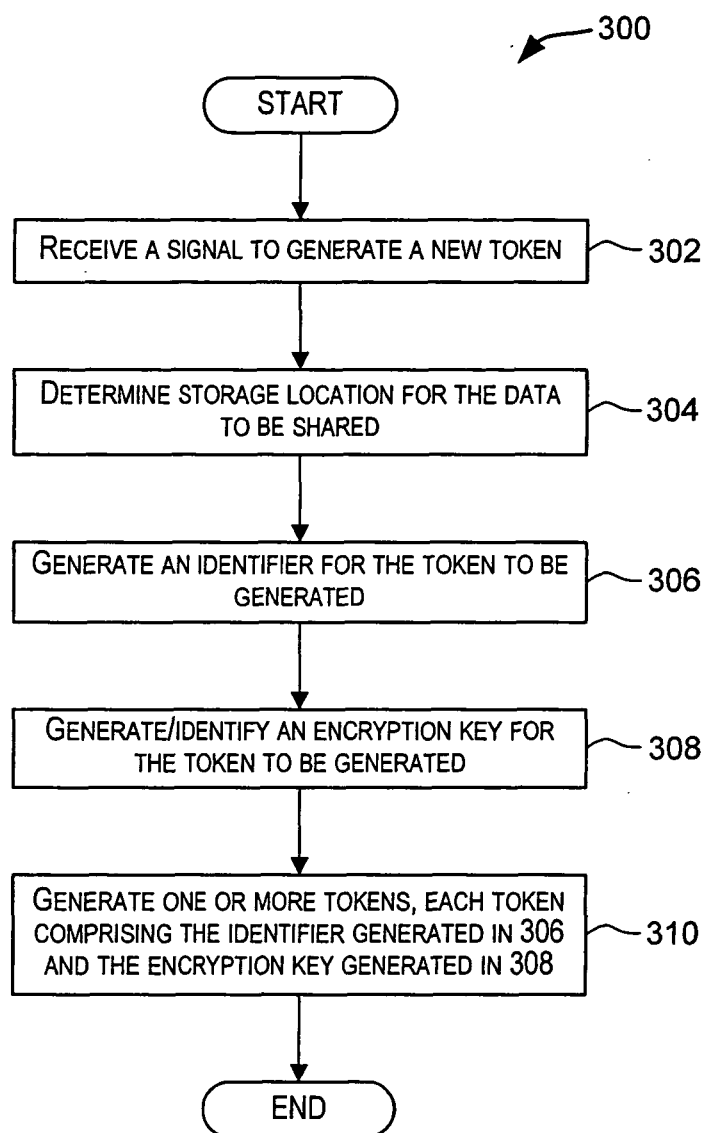 300
START
RECEIVE A SIGNAL TO GENERATE A NEW TOKEN
302
DETERMINE STORAGE LOCATION FOR THE DATA
TO BE SHARED
304
GENERATE AN IDENTIFIER FOR THE TOKEN TO BE
GENERATED
306
GENERATE/IDENTIFY AN ENCRYPTION KEY FOR
THE TOKEN TO BE GENERATED
308
GENERATE ONE OR MORE TOKENS, EACH TOKEN
COMPRISING THE IDENTIFIER GENERATED IN 306
AND THE ENCRYPTION KEY GENERATED IN 308
310
END